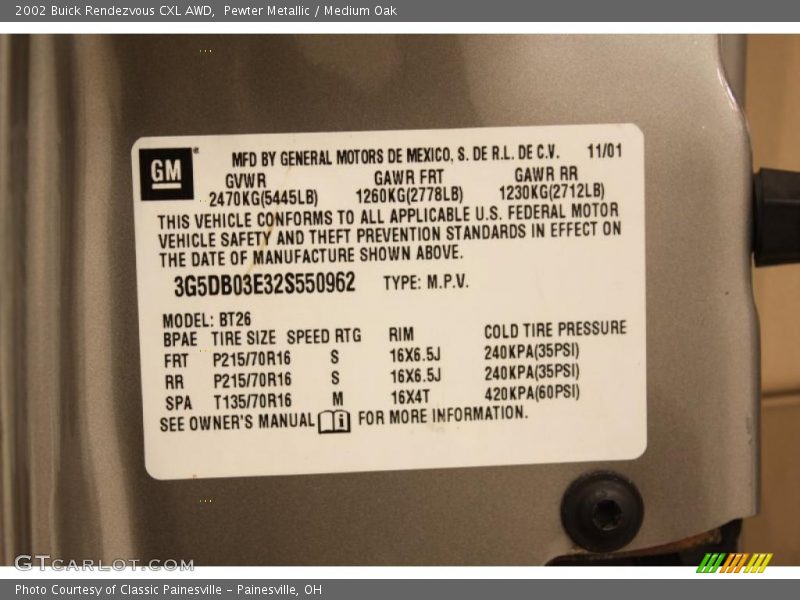 2002 Buick Rendezvous CXL AWD,  Pewter Metallic / Medium Oak
GM
MFD BY GENERAL MOTORS DE MEXICO, S. DE R.L. DE C.V. 11/01
GVWR GAWR FRT GAWR RR
2470KG(5445LB) 1260KG(2778LB) 1230KG(2712LB)
THIS VEHICLE CONFORMS TO ALL APPLICABLE U.S. FEDERAL MOTOR
VEHICLE SAFETY AND THEFT PREVENTION STANDARDS IN EFFECT ON
THE DATE OF MANUFACTURE SHOWN ABOVE.
3G5DB03E32S550962 TYPE: M.P.V.
MODEL: BT26
BPAE TIRE SIZE SPEED RTG RIM COLD TIRE PRESSURE
FRT P215/70R16 S 16X6.5J 240KPA(35PSI)
RR P215/70R16 S 16X6.5J 240KPA(35PSI)
SPA T135/70R16 M 16X4T 420KPA(60PSI)
SEE OWNER'S MANUAL i FOR MORE INFORMATION.
GTcarlot.com
Photo Courtesy of Classic Painesville - Painesville, OH